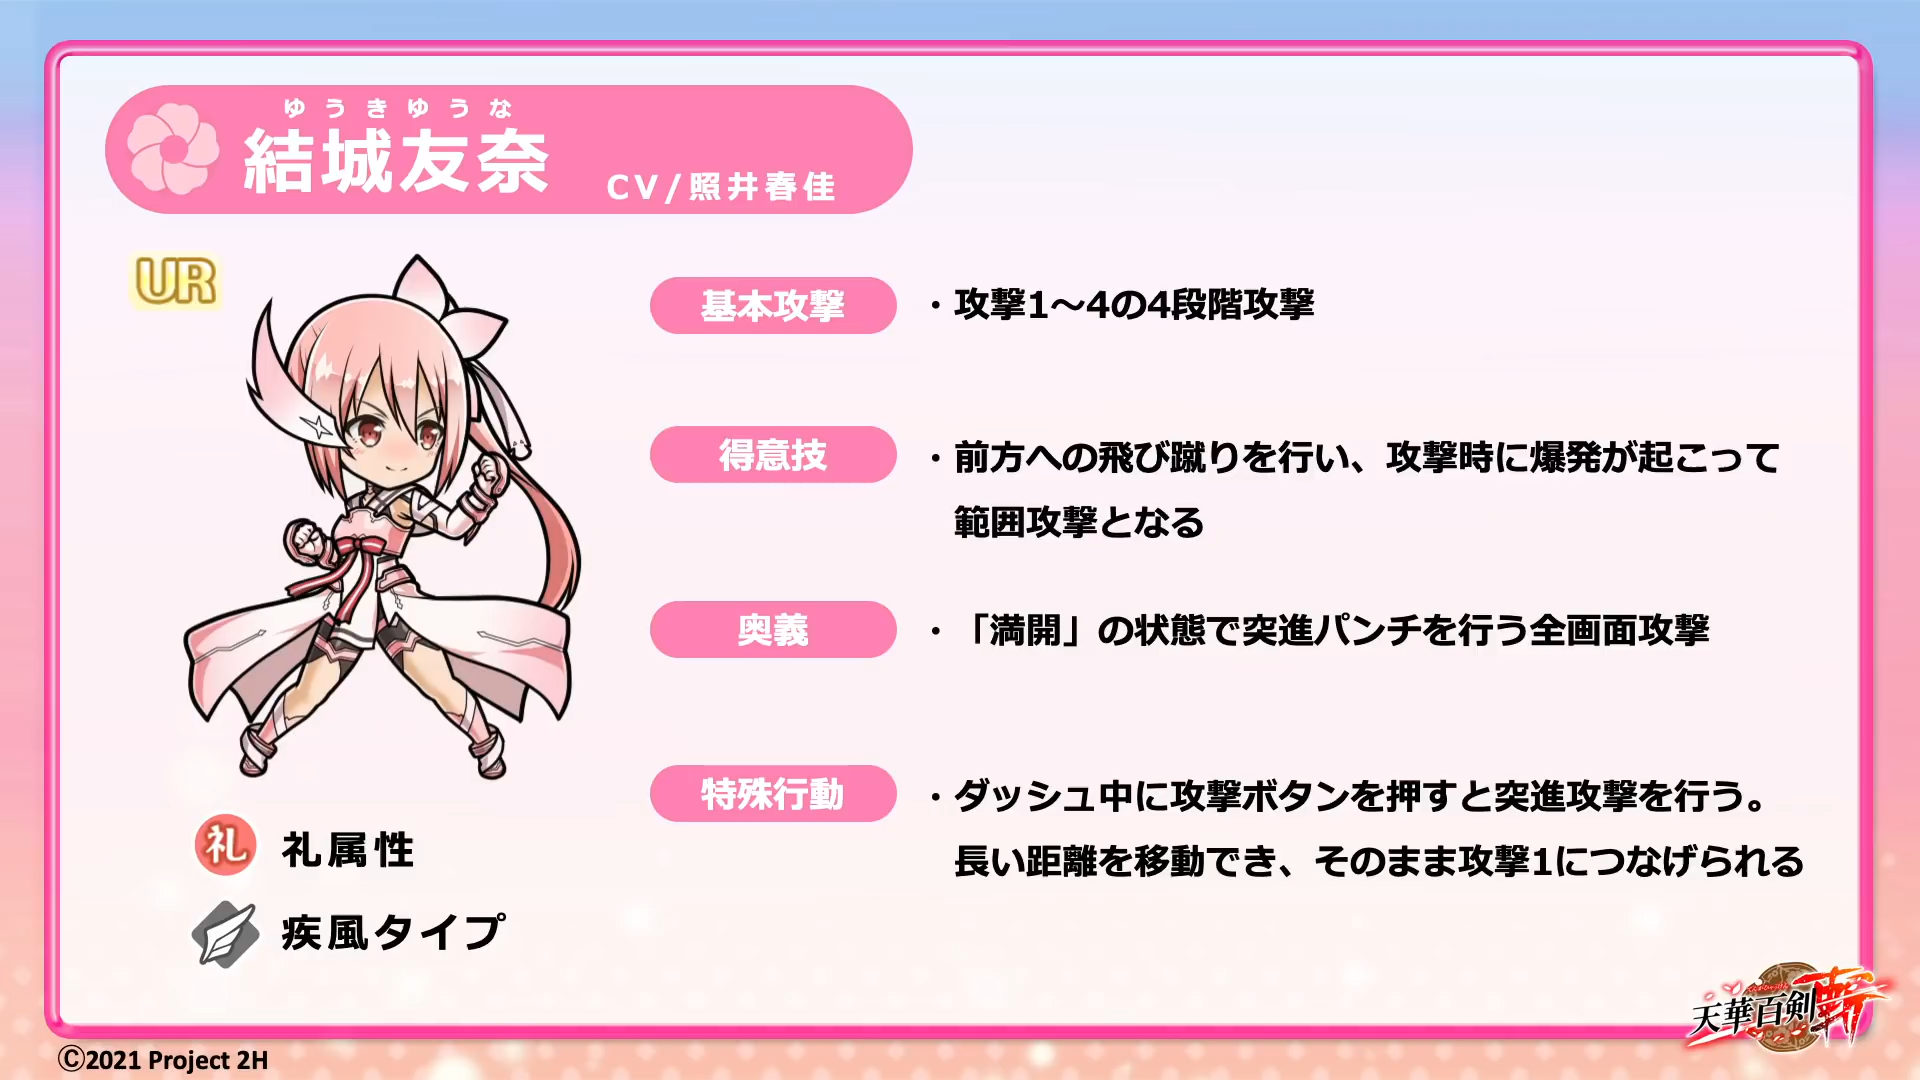 ゆうきゆうな
結城友奈
CV/照井春佳
UR
基本攻撃
・攻撃1〜4の4段階攻撃
得意技
・前方への飛び蹴りを行い、攻撃時に爆発が起こって
範囲攻撃となる
奥義
・「満開」の状態で突進パンチを行う全画面攻撃
特殊行動
・ダッシュ中に攻撃ボタンを押すと突進攻撃を行う。
長い距離を移動でき、そのまま攻撃1につなげられる
礼
礼属性
疾風タイプ
天華百剣 斬
Ⓒ2021 Project 2H